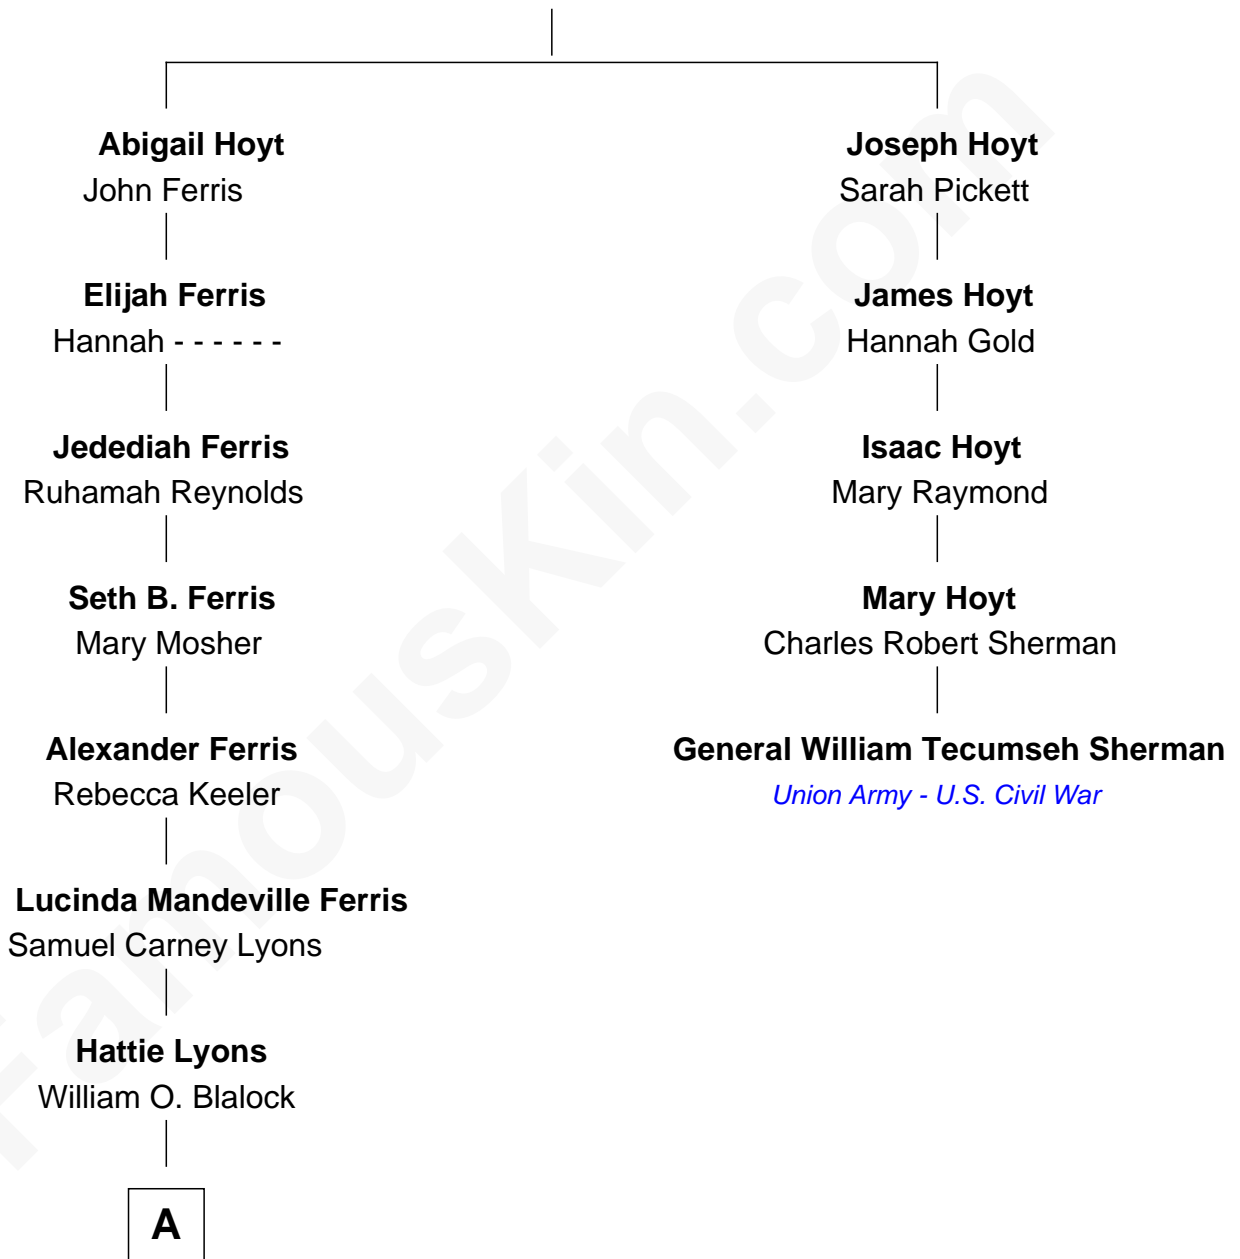 Abigail Hoyt
John Ferris
Elijah Ferris
Hannah - - - - - -
Jedediah Ferris
Ruhamah Reynolds
Seth B. Ferris
Mary Mosher
Alexander Ferris
Rebecca Keeler
Lucinda Mandeville Ferris
Samuel Carney Lyons
Hattie Lyons
William O. Blalock
A
Joseph Hoyt
Sarah Pickett
James Hoyt
Hannah Gold
Isaac Hoyt
Mary Raymond
Mary Hoyt
Charles Robert Sherman
General William Tecumseh Sherman
Union Army - U.S. Civil War
FamousKin.com